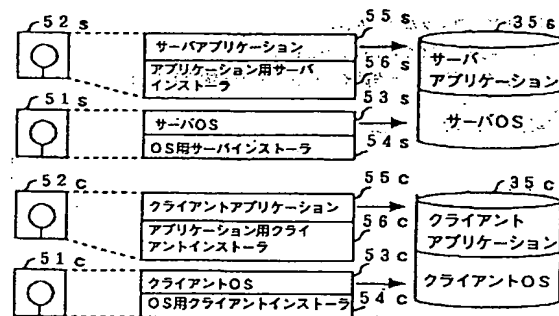 52s
55s
35s
サーバアプリケーション
56s
アプリケーション用サーバ
インストーラ
サーバ
アプリケーション
51s
53s
サーバOS
54s
OS用サーバインストーラ
サーバOS
52c
55c
35c
クライアントアプリケーション
56c
アプリケーション用クライ
アントインストーラ
クライアント
アプリケーション
51c
53c
クライアントOS
54c
OS用クライアントインストーラ
クライアントOS